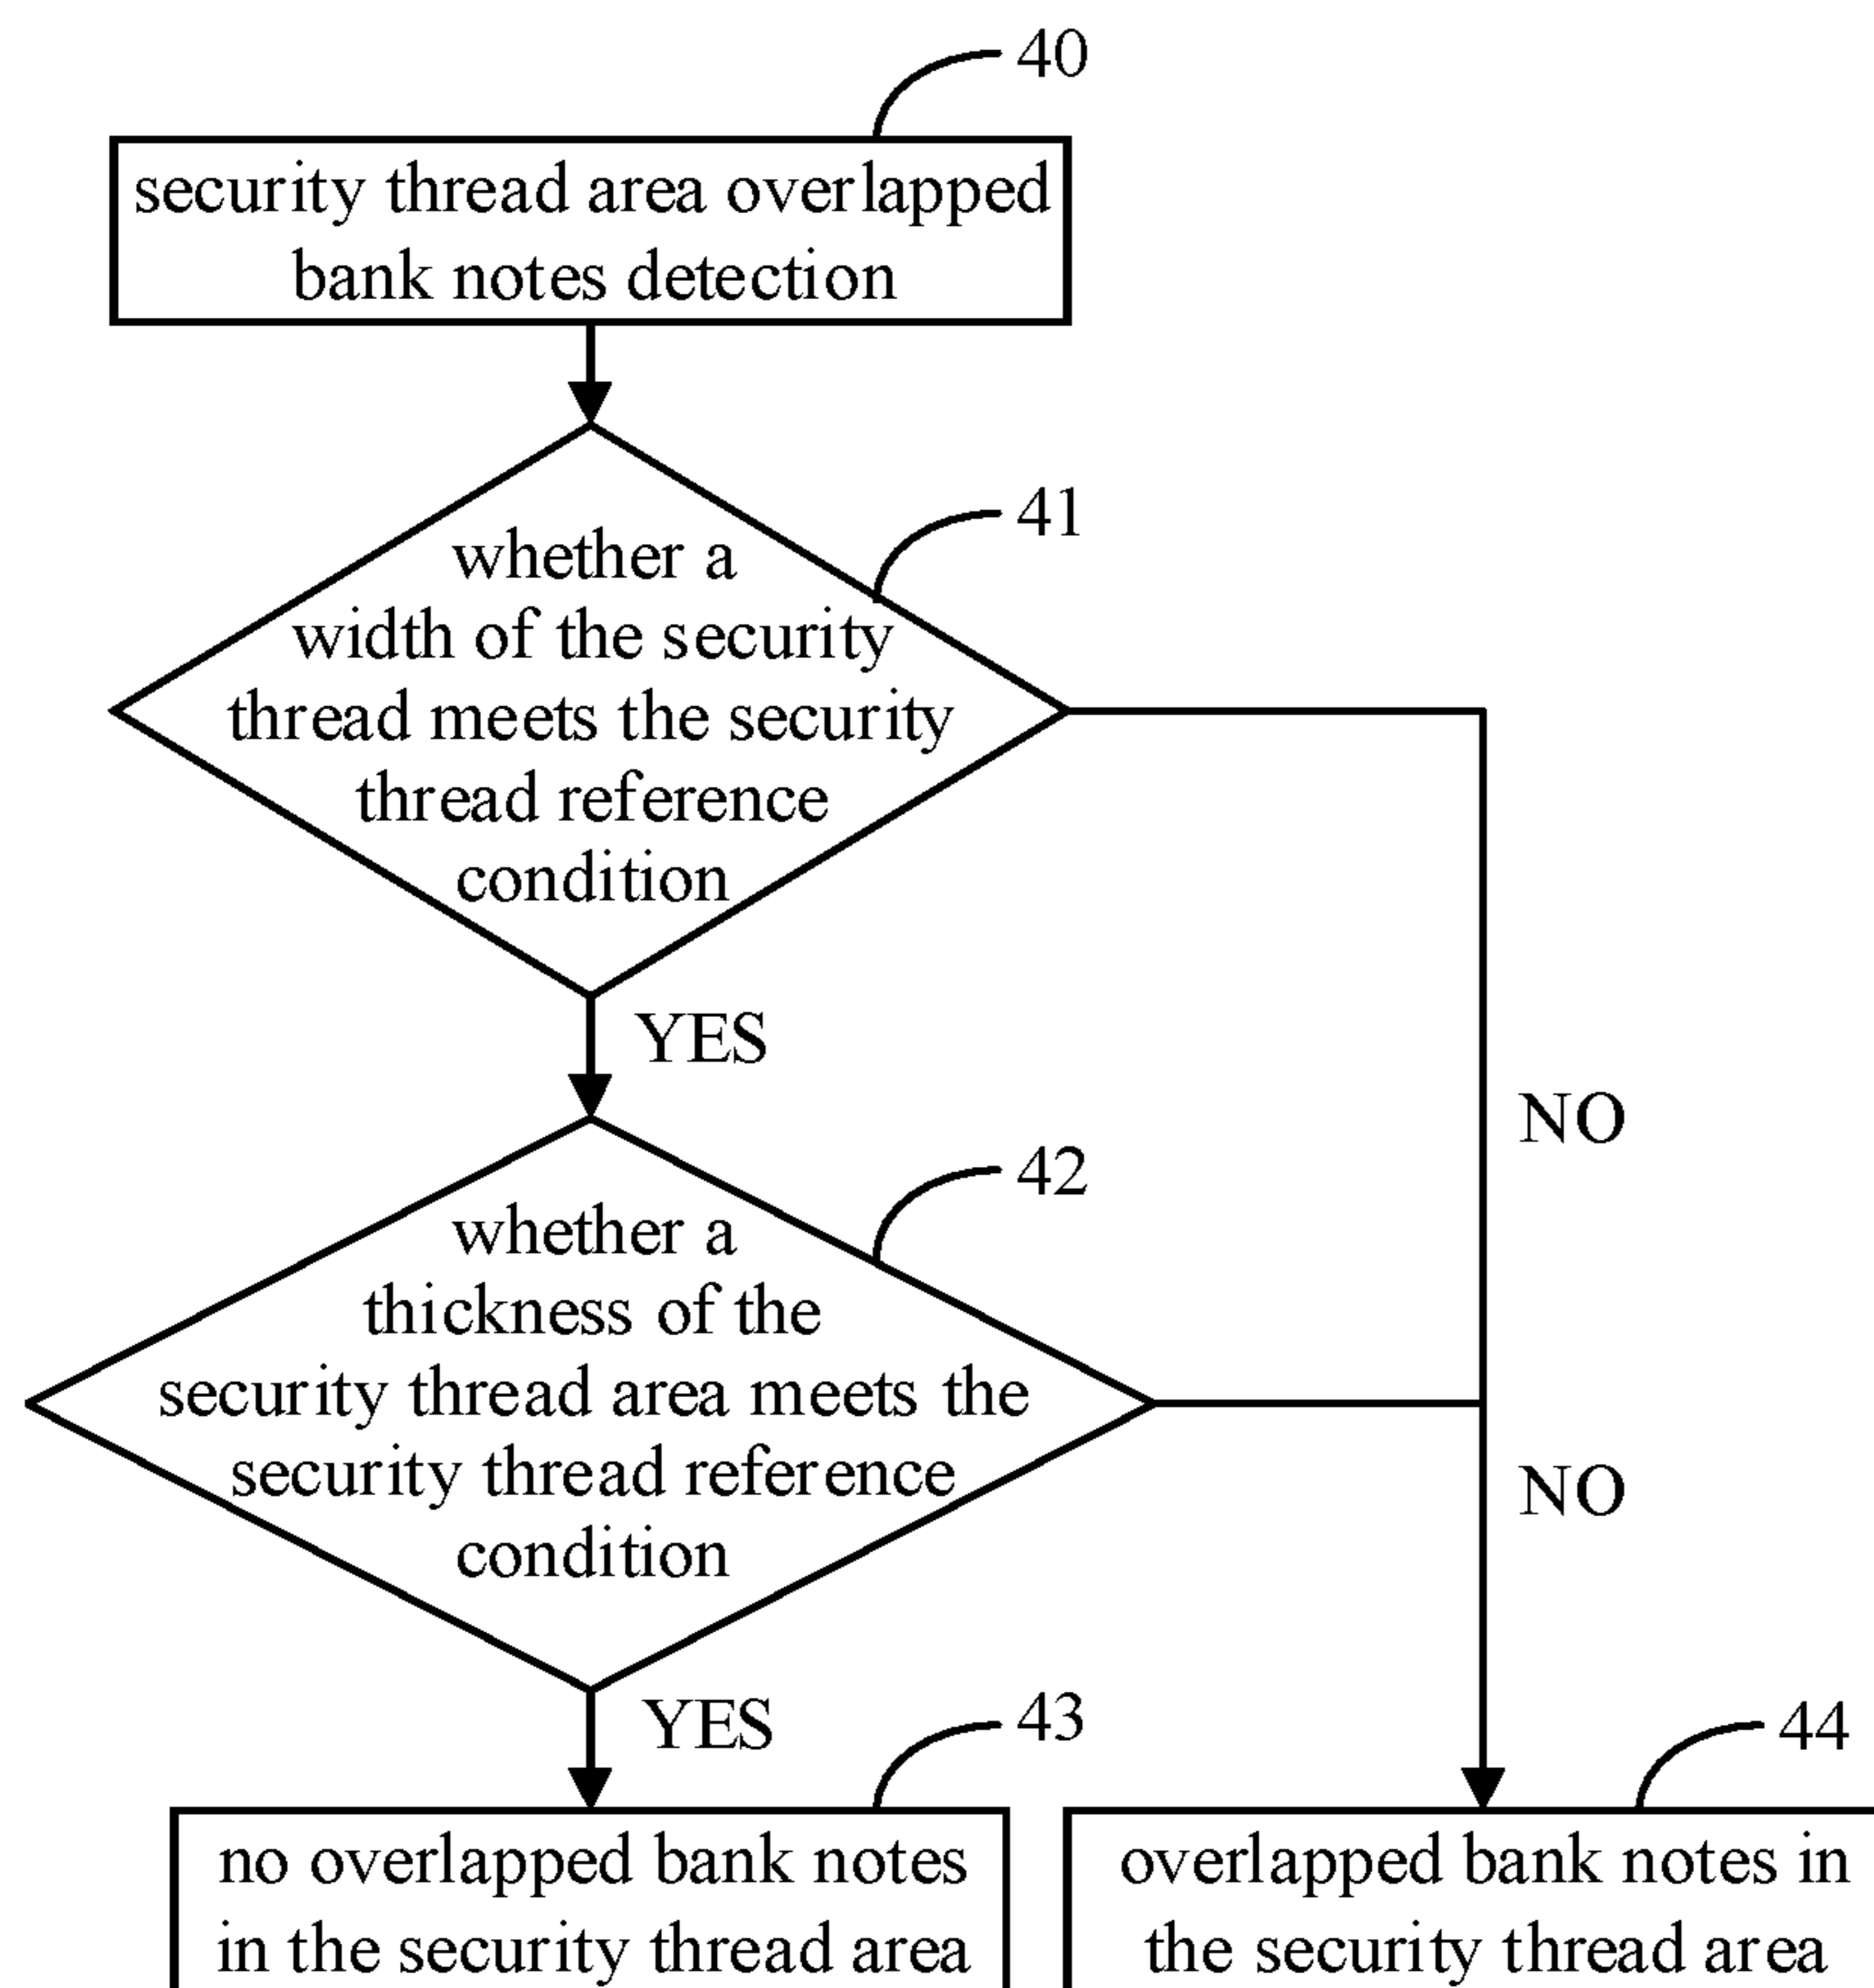 40
security thread area overlapped
bank notes detection
41
whether a
width of the security
thread meets the security
thread reference
condition
YES
NO
42
whether a
thickness of the
security thread area meets the
security thread reference
condition
NO
YES
43
44
no overlapped bank notes
in the security thread area
overlapped bank notes in
the security thread area